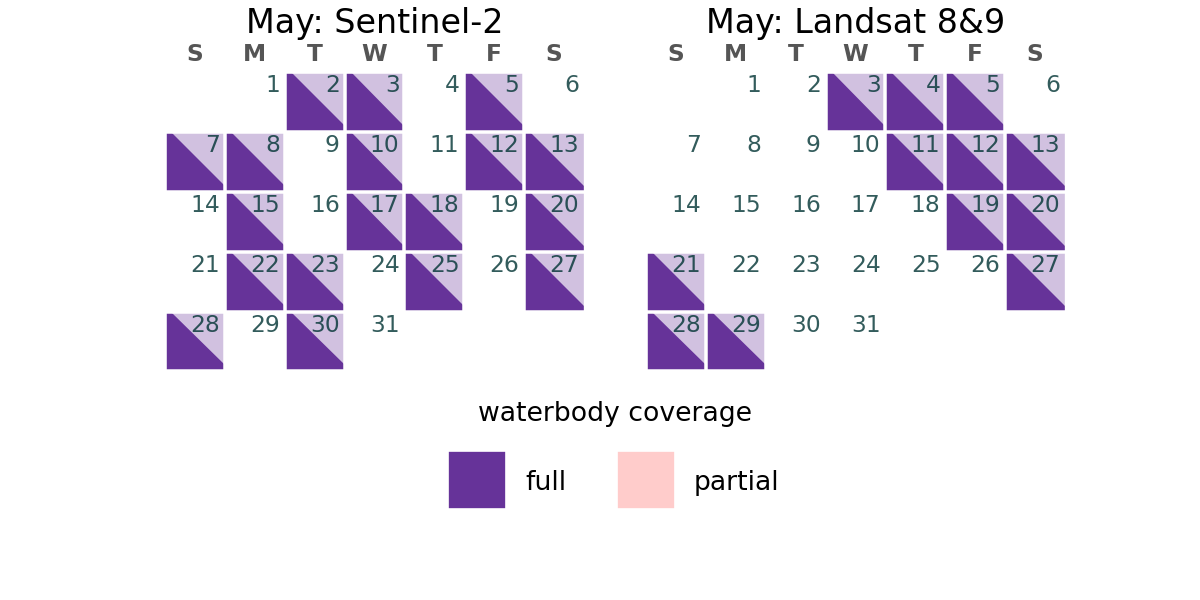 May: Sentinel-2
S M T W T F S
1 2 3 4 5 6
7 8 9 10 11 12 13
14 15 16 17 18 19 20
21 22 23 24 25 26 27
28 29 30 31
May: Landsat 8&9
S M T W T F S
1 2 3 4 5 6
7 8 9 10 11 12 13
14 15 16 17 18 19 20
21 22 23 24 25 26 27
28 29 30 31
waterbody coverage
full partial